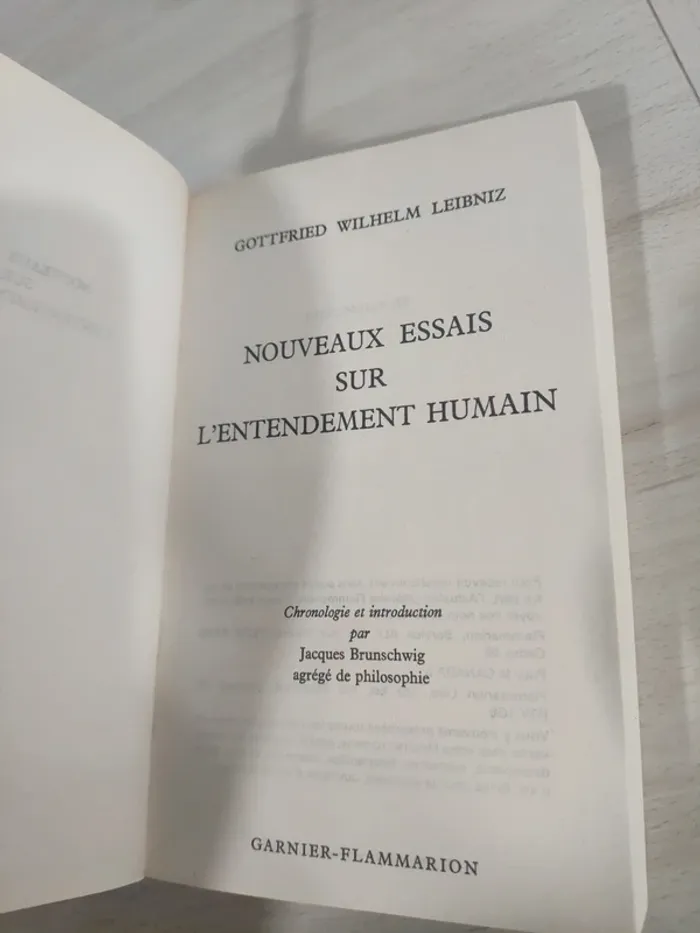 GOTTFRIED WILHELM LEIBNIZ
NOUVEAUX ESSAIS
SUR
L'ENTENDEMENT HUMAIN
Chronologie et introduction
par
Jacques Brunschwig
agrégé de philosophie
GARNIER-FLAMMARION